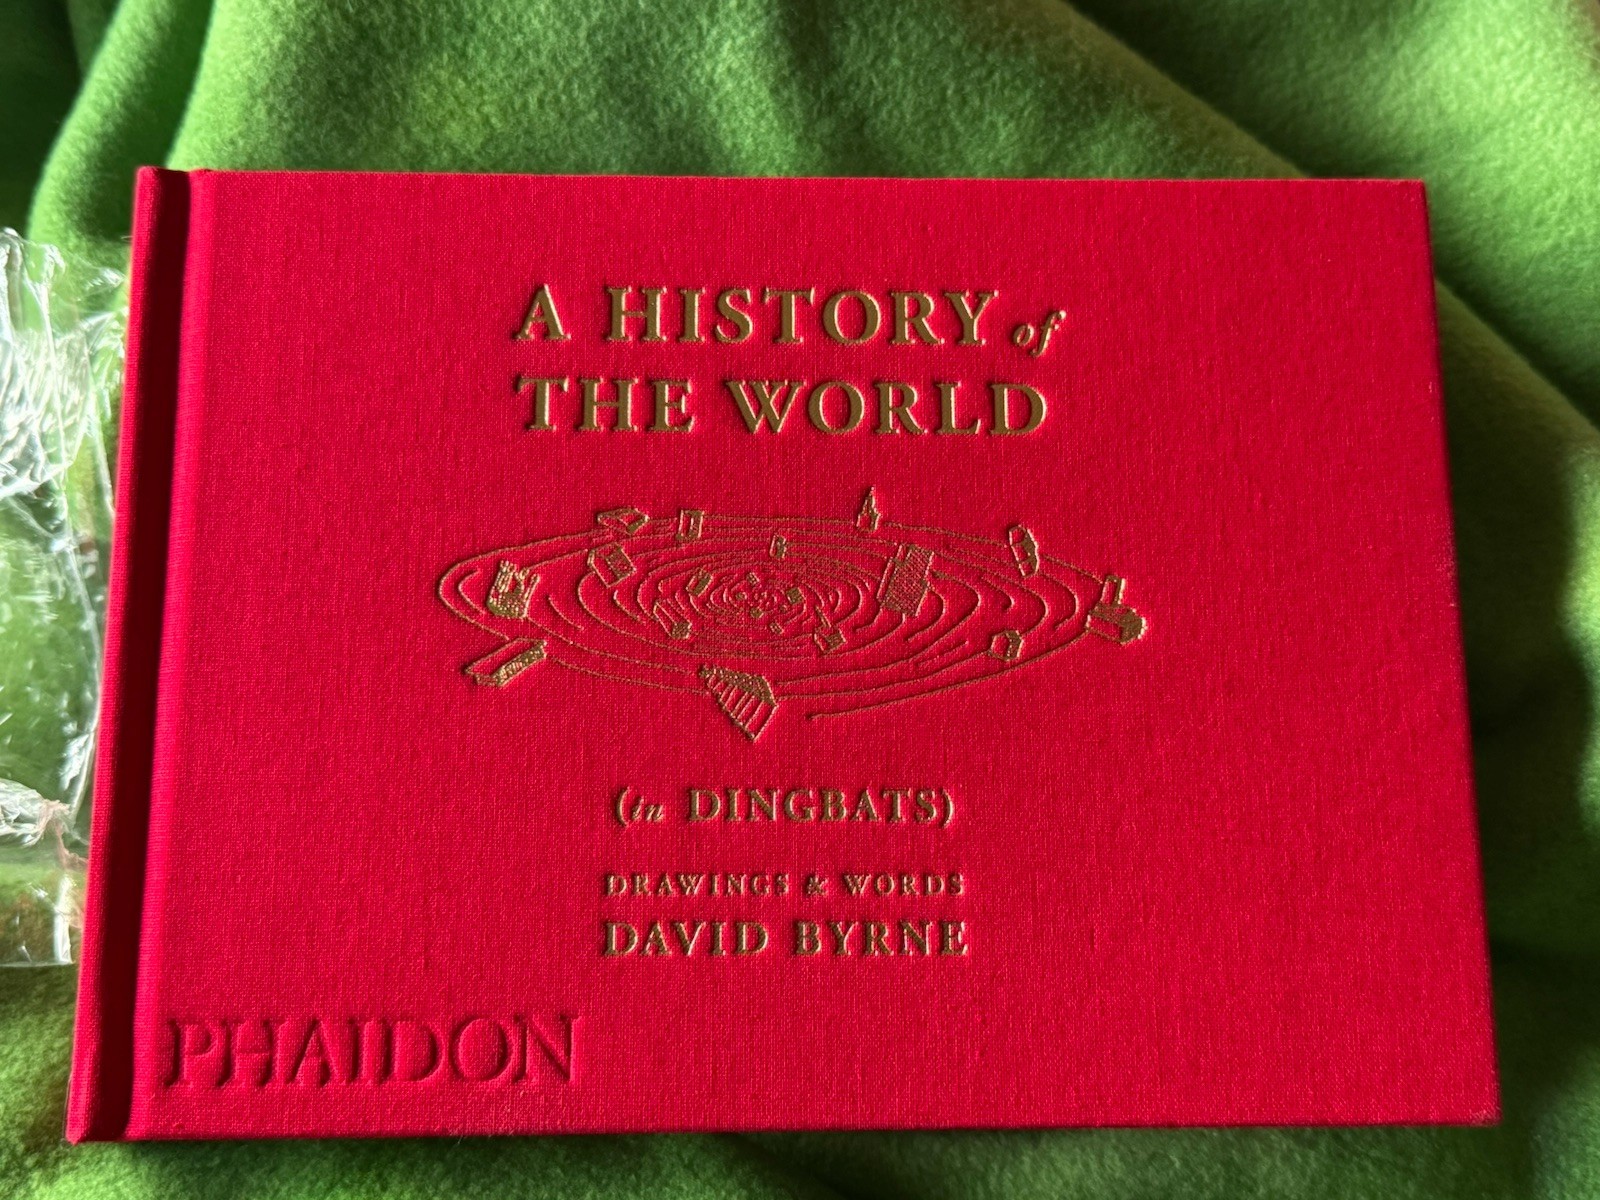 A HISTORY of
THE WORLD
(in DINGBATS)
DRAWINGS & WORDS
DAVID BYRNE
PHAIDON